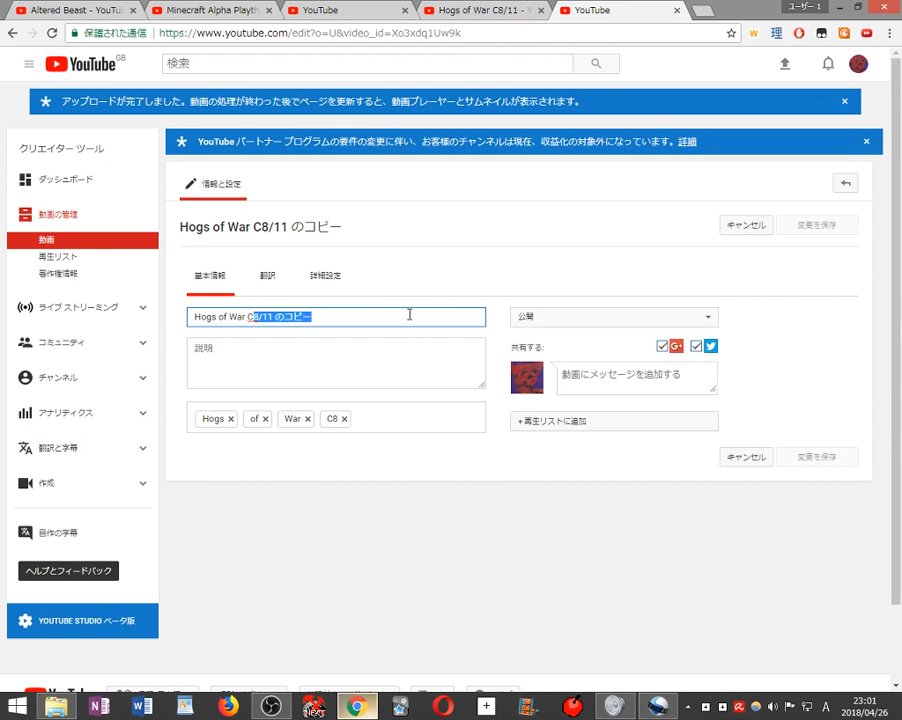 Altered Beast - YouTu
Minecraft Alpha Playth
YouTube
Hogs of War C8/11 - Y
YouTube
ユーザー 1
保護された通信
https://www.youtube.com/edit?o=U&video_id=Xo3xdq1Uw9k
YouTube GB
検索
アップロードが完了しました。動画の処理が終わった後でページを更新すると、動画プレーヤーとサムネイルが表示されます。
クリエイター ツール
YouTube パートナー プログラムの要件の変更に伴い、お客様のチャンネルは現在、収益化の対象外になっています。 詳細
ダッシュボード
情報と設定
動画の管理
Hogs of War C8/11 のコピー
キャンセル
変更を保存
動画
再生リスト
著作権情報
基本情報
翻訳
詳細設定
ライブ ストリーミング
Hogs of War C8/11 のコピー
公開
コミュニティ
説明
共有する:
チャンネル
動画にメッセージを追加する
アナリティクス
Hogs
of
War
C8
+ 再生リストに追加
翻訳と字幕
キャンセル
変更を保存
作成
自作の字幕
ヘルプとフィードバック
YOUTUBE STUDIO ベータ版
NEXT
A
23:01
2018/04/26